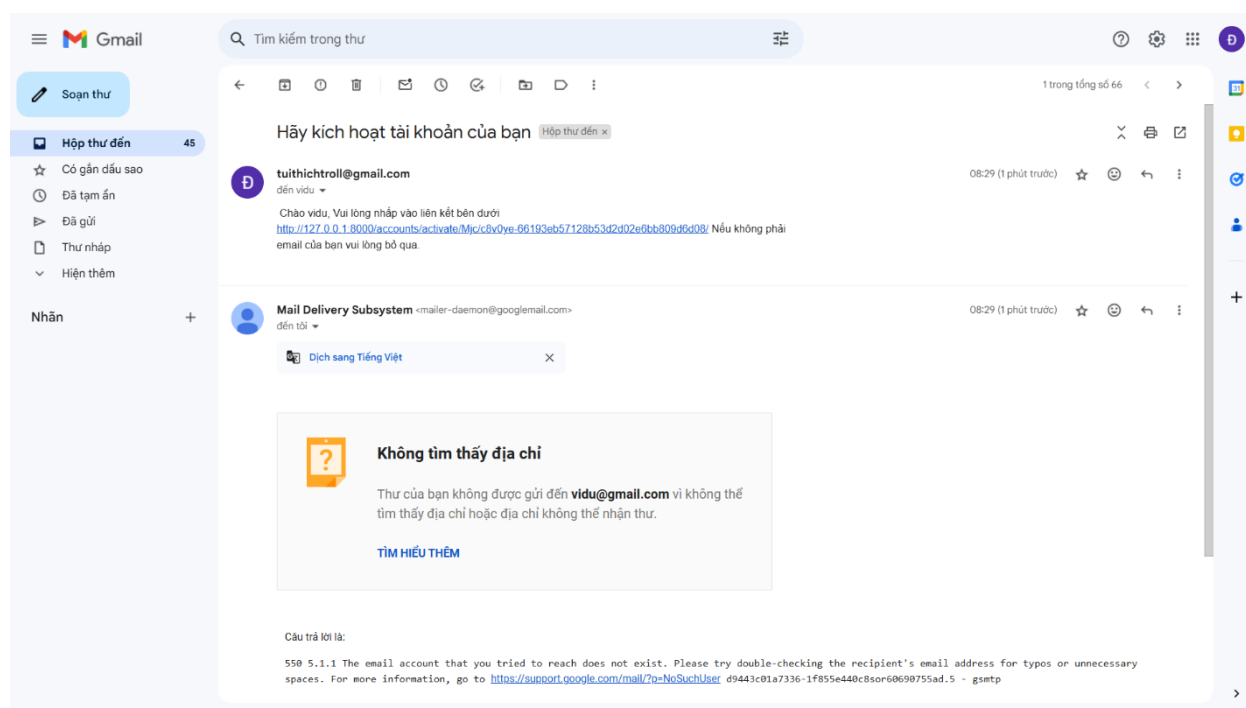 Gmail
Tìm kiếm trong thư
Đ
Soạn thư
1 trong tổng số 66
31
Hộp thư đến 45
Có gắn dấu sao
Đã tạm ẩn
Đã gửi
Thư nháp
Hiện thêm
Nhãn
Hãy kích hoạt tài khoản của bạn Hộp thư đến ×
Đ
tuithichtroll@gmail.com 08:29 (1 phút trước)
đến vidu
Chào vidu, Vui lòng nhấp vào liên kết bên dưới
http://127.0.0.1:8000/accounts/activate/Mjc/c8v0ye-66193eb57128b53d2d02e6bb809d6d08/ Nếu không phải
email của bạn vui lòng bỏ qua.
Mail Delivery Subsystem <mailer-daemon@googlemail.com> 08:29 (1 phút trước)
đến tôi
Dịch sang Tiếng Việt
Không tìm thấy địa chỉ
Thư của bạn không được gửi đến vidu@gmail.com vì không thể
tìm thấy địa chỉ hoặc địa chỉ không thể nhận thư.
TÌM HIỂU THÊM
Câu trả lời là:
550 5.1.1 The email account that you tried to reach does not exist. Please try double-checking the recipient's email address for typos or unnecessary
spaces. For more information, go to https://support.google.com/mail/?p=NoSuchUser d9443c01a7336-1f855e440c8sor60690755ad.5 - gsmtp